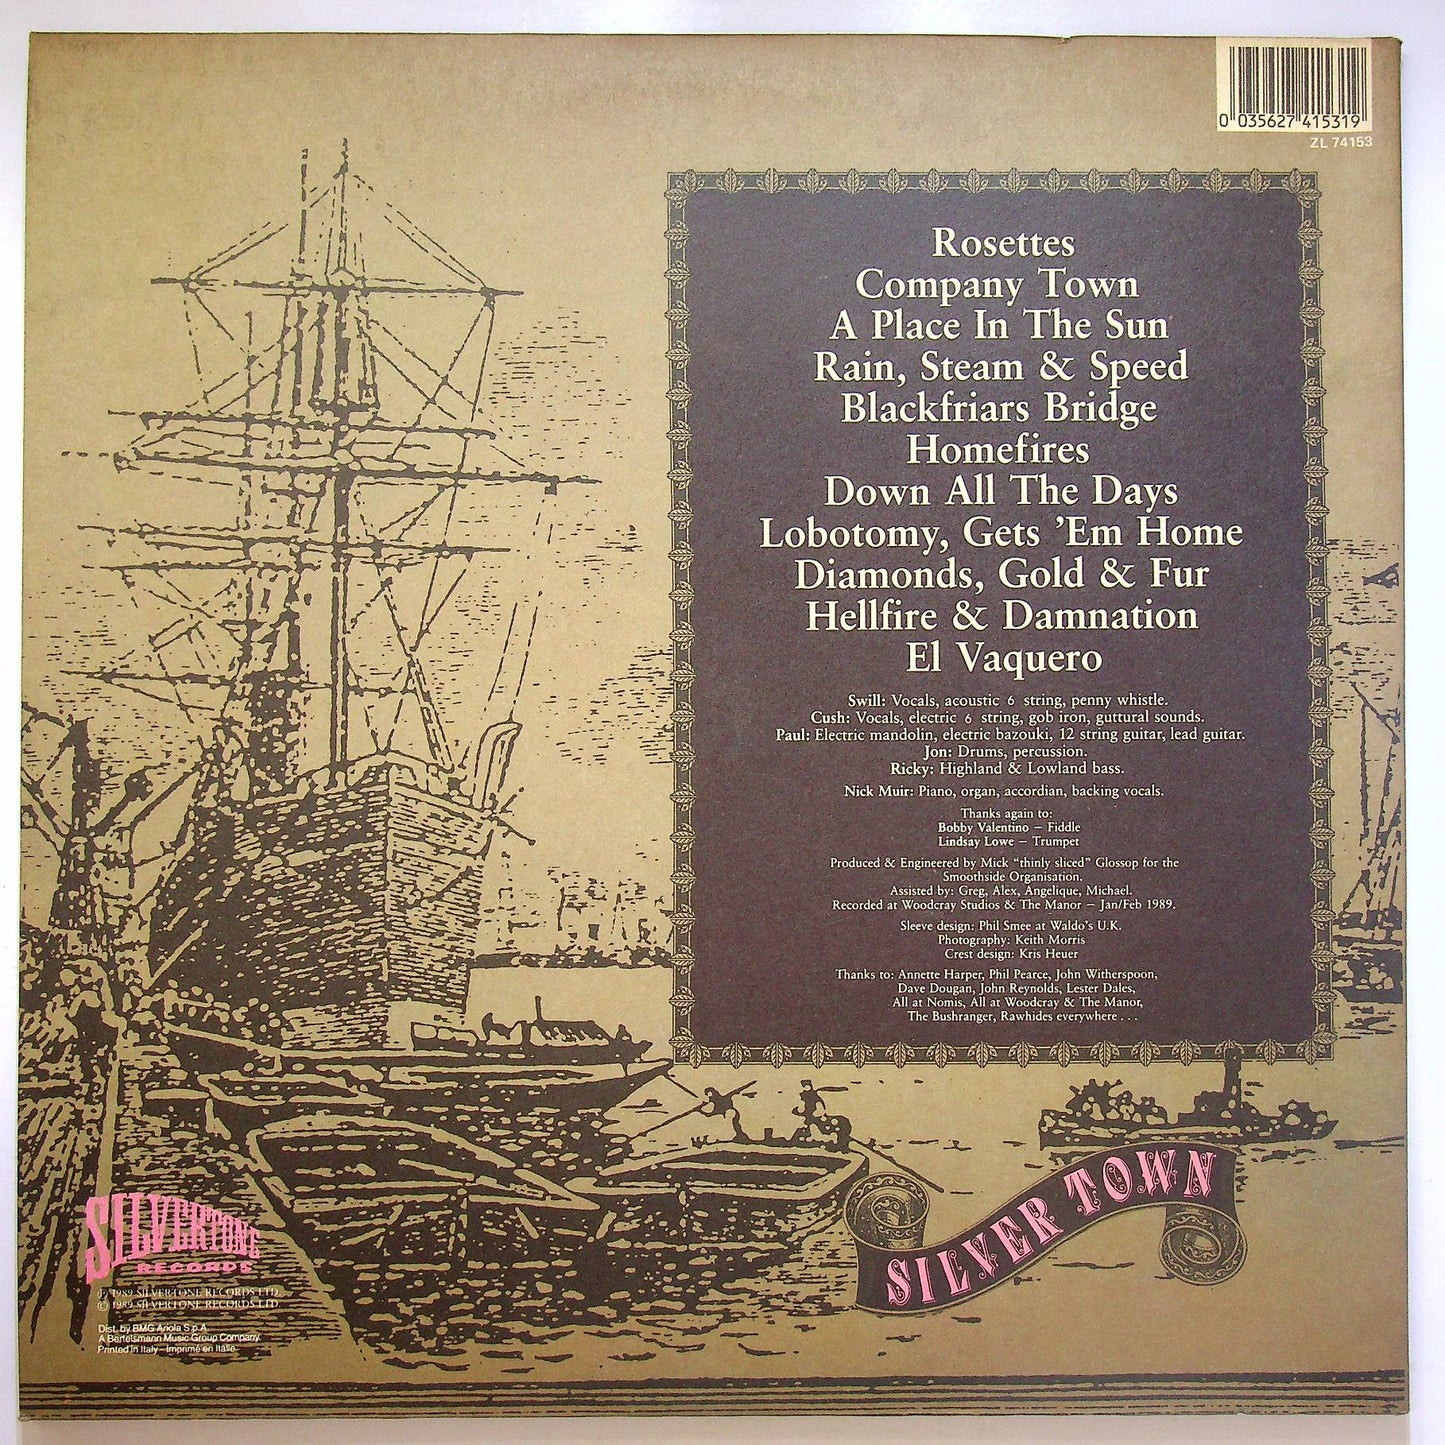 0 035627 415319
ZL 74153
Rosettes
Company Town
A Place In The Sun
Rain, Steam & Speed
Blackfriars Bridge
Homefires
Down All The Days
Lobotomy, Gets 'Em Home
Diamonds, Gold & Fur
Hellfire & Damnation
El Vaquero
Swill: Vocals, acoustic 6 string, penny whistle.
Cush: Vocals, electric 6 string, gob iron, guttural sounds.
Paul: Electric mandolin, electric bazouki, 12 string guitar, lead guitar.
Jon: Drums, percussion.
Ricky: Highland & Lowland bass.
Nick Muir: Piano, organ, accordian, backing vocals.
Thanks again to:
Bobby Valentino – Fiddle
Lindsay Lowe – Trumpet
Produced & Engineered by Mick "thinly sliced" Glossop for the
Smoothside Organisation.
Assisted by: Greg, Alex, Angelique, Michael.
Recorded at Woodcray Studios & The Manor – Jan/Feb 1989.
Sleeve design: Phil Smee at Waldo's U.K.
Photography: Keith Morris
Crest design: Kris Heuer
Thanks to: Annette Harper, Phil Pearce, John Witherspoon,
Dave Dougan, John Reynolds, Lester Dales,
All at Nomis, All at Woodcray & The Manor,
The Bushranger, Rawhides everywhere . . .
SILVER TOWN
SILVERTONE
RECORDS
℗ 1989 SILVERTONE RECORDS LTD
© 1989 SILVERTONE RECORDS LTD
Dist. by BMG Ariola S.p.A.
A Bertelsmann Music Group Company
Printed in Italy - Imprimé en Italie